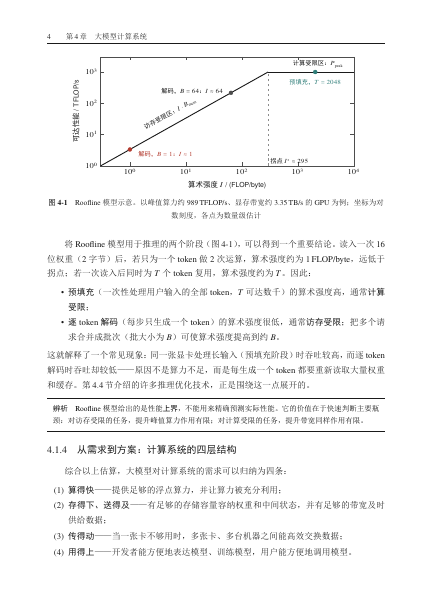 4 第 4 章 大模型计算系统
计算受限区：P_peak
预填充，T = 2048
解码，B = 64：I = 64
访存受限区：I · B_mem
解码，B = 1：I = 1
拐点 I* ≈ 295
可达性能 / TFLOP/s
10³
10²
10¹
10⁰
10⁰ 10¹ 10² 10³ 10⁴
算术强度 I / (FLOP/byte)
图 4-1 Roofline 模型示意。以峰值算力约 989 TFLOP/s、显存带宽约 3.35 TB/s 的 GPU 为例；坐标为对
数刻度，各点为数量级估计
将 Roofline 模型用于推理的两个阶段（图 4-1），可以得到一个重要结论。读入一次 16
位权重（2 字节）后，若只为一个 token 做 2 次运算，算术强度约为 1 FLOP/byte，远低于
拐点；若一次读入后同时为 T 个 token 复用，算术强度约为 T。因此：
• 预填充（一次性处理用户输入的全部 token，T 可达数千）的算术强度高，通常计算
受限；
• 逐 token 解码（每步只生成一个 token）的算术强度很低，通常访存受限；把多个请
求合并成批次（批大小为 B）可使算术强度提高到约 B。
这就解释了一个常见现象：同一张显卡处理长输入（预填充阶段）时吞吐较高，而逐 token
解码时吞吐却较低——原因不是算力不足，而是每生成一个 token 都要重新读取大量权重
和缓存。第 4.4 节介绍的许多推理优化技术，正是围绕这一点展开的。
辨析 Roofline 模型给出的是性能上界，不能用来精确预测实际性能。它的价值在于快速判断主要瓶
颈：对访存受限的任务，提升峰值算力作用有限；对计算受限的任务，提升带宽同样作用有限。
4.1.4 从需求到方案：计算系统的四层结构
综合以上估算，大模型对计算系统的需求可以归纳为四条：
(1) 算得快——提供足够的浮点算力，并让算力被充分利用；
(2) 存得下、送得及——有足够的存储容量容纳权重和中间状态，并有足够的带宽及时
供给数据；
(3) 传得动——当一张卡不够用时，多张卡、多台机器之间能高效交换数据；
(4) 用得上——开发者能方便地表达模型、训练模型，用户能方便地调用模型。